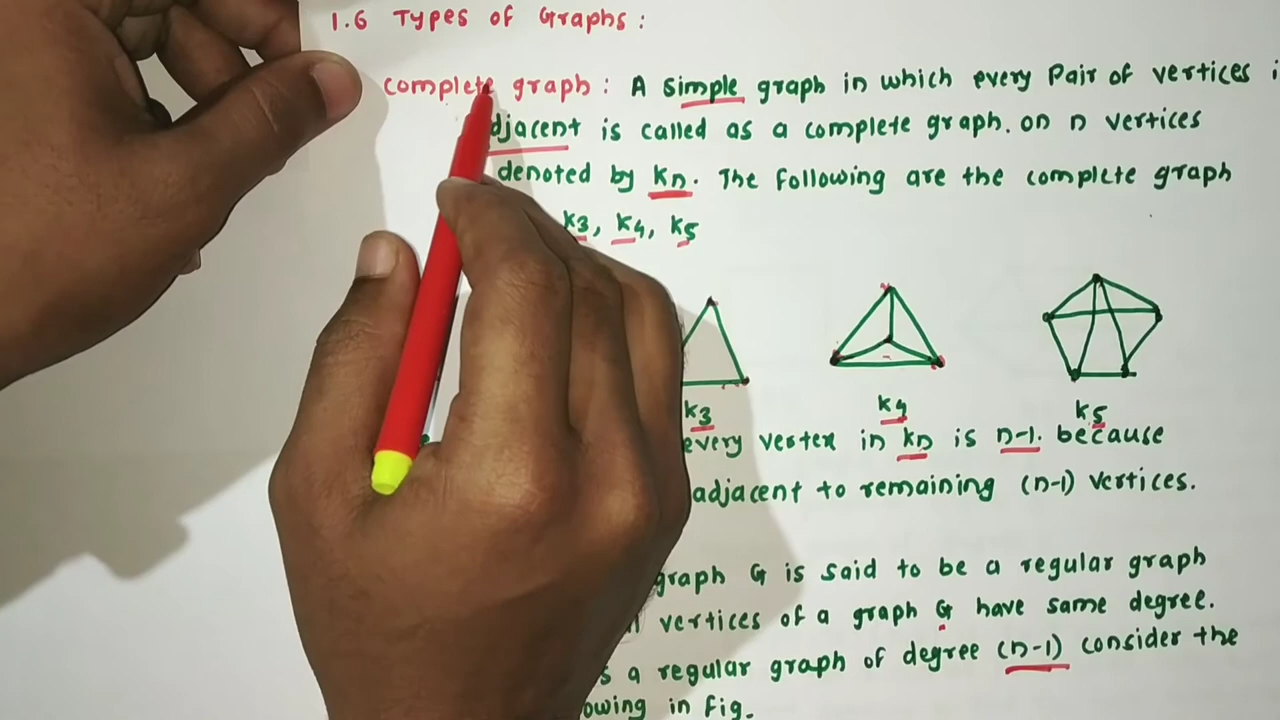 1.6 Types of Graphs:
complete graph: A simple graph in which every Pair of vertices i
djacent is called as a complete graph. on n vertices
denoted by Kn. The following are the complete graph
K3, K4, K5
K3 K4 K5
every vertex in kn is n-1. because
adjacent to remaining (n-1) vertices.
graph G is said to be a regular graph
vertices of a graph G have same degree.
s a regular graph of degree (n-1) consider the
owing in fig.